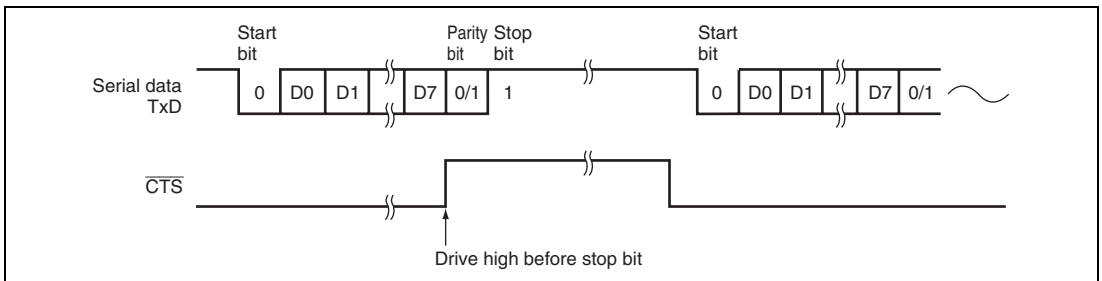 Start
bit
Parity
bit
Stop
bit
Start
bit
Serial data
TxD
0 D0 D1 D7 0/1 1 0 D0 D1 D7 0/1
CTS
Drive high before stop bit